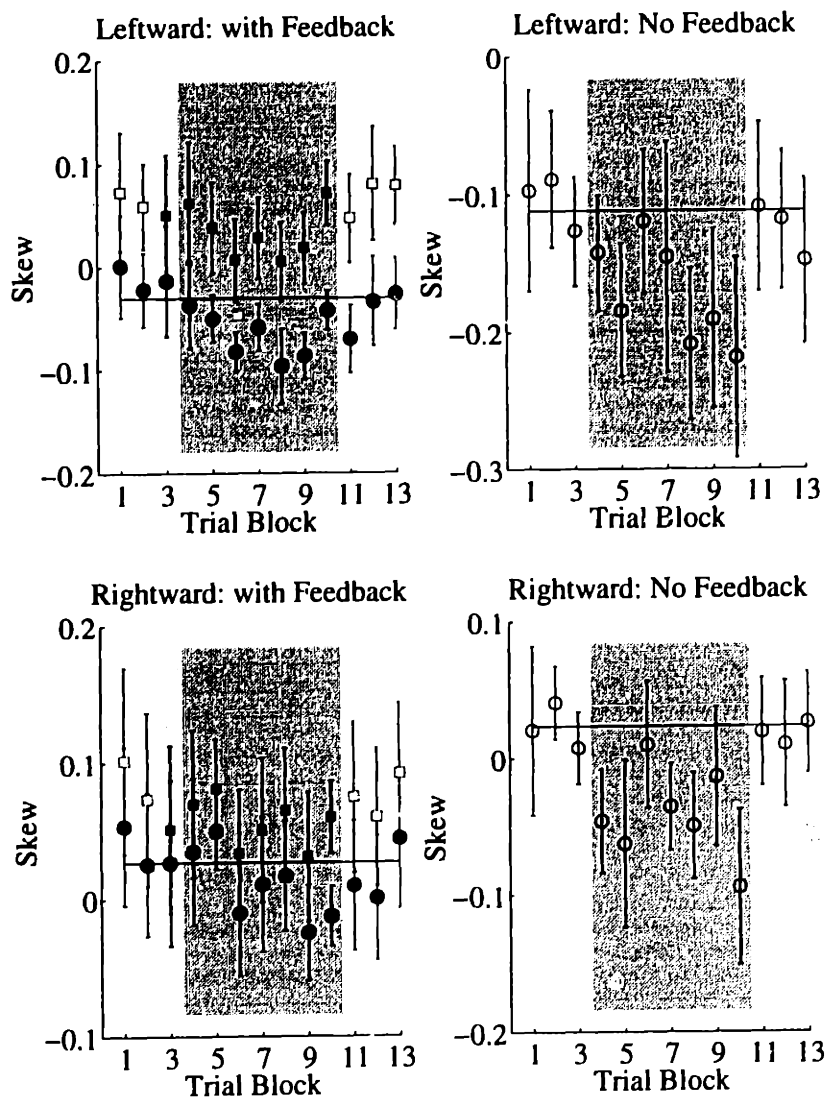 Leftward: with Feedback
0.2
0.1
0
−0.1
−0.2
Skew
1 3 5 7 9 11 13
Trial Block
Leftward: No Feedback
0
−0.1
−0.2
−0.3
Skew
1 3 5 7 9 11 13
Trial Block
Rightward: with Feedback
0.2
0.1
0
−0.1
Skew
1 3 5 7 9 11 13
Trial Block
Rightward: No Feedback
0.1
0
−0.1
−0.2
Skew
1 3 5 7 9 11 13
Trial Block